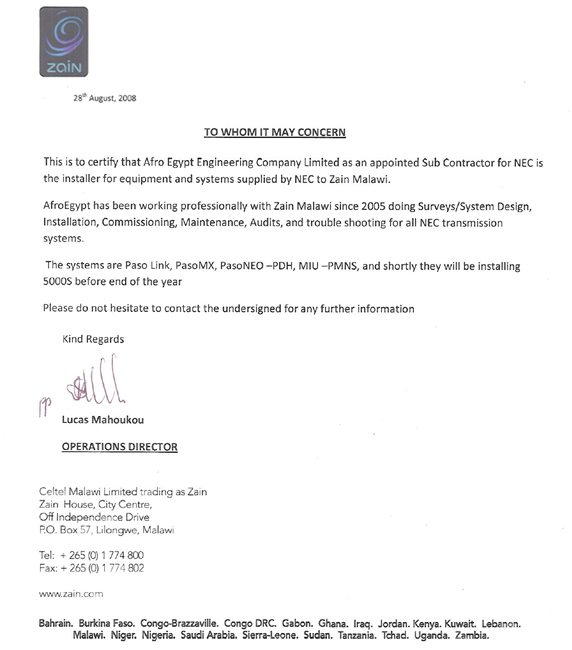 ZAIN
28th August, 2008
TO WHOM IT MAY CONCERN
This is to certify that Afro Egypt Engineering Company Limited as an appointed Sub Contractor for NEC is
the installer for equipment and systems supplied by NEC to Zain Malawi.
AfroEgypt has been working professionally with Zain Malawi since 2005 doing Surveys/System Design,
Installation, Commissioning, Maintenance, Audits, and trouble shooting for all NEC transmission
systems.
The systems are Paso Link, PasoMX, PasoNEO –PDH, MIU –PMNS, and shortly they will be installing
5000S before end of the year
Please do not hesitate to contact the undersigned for any further information
Kind Regards
pp
Lucas Mahoukou
OPERATIONS DIRECTOR
Celtel Malawi Limited trading as Zain
Zain House, City Centre,
Off Independence Drive
P.O. Box 57, Lilongwe, Malawi
Tel: + 265 (0) 1 774 800
Fax: + 265 (0) 1 774 802
www.zain.com
Bahrain. Burkina Faso. Congo-Brazzaville. Congo DRC. Gabon. Ghana. Iraq. Jordan. Kenya. Kuwait. Lebanon.
Malawi. Niger. Nigeria. Saudi Arabia. Sierra-Leone. Sudan. Tanzania. Tchad. Uganda. Zambia.